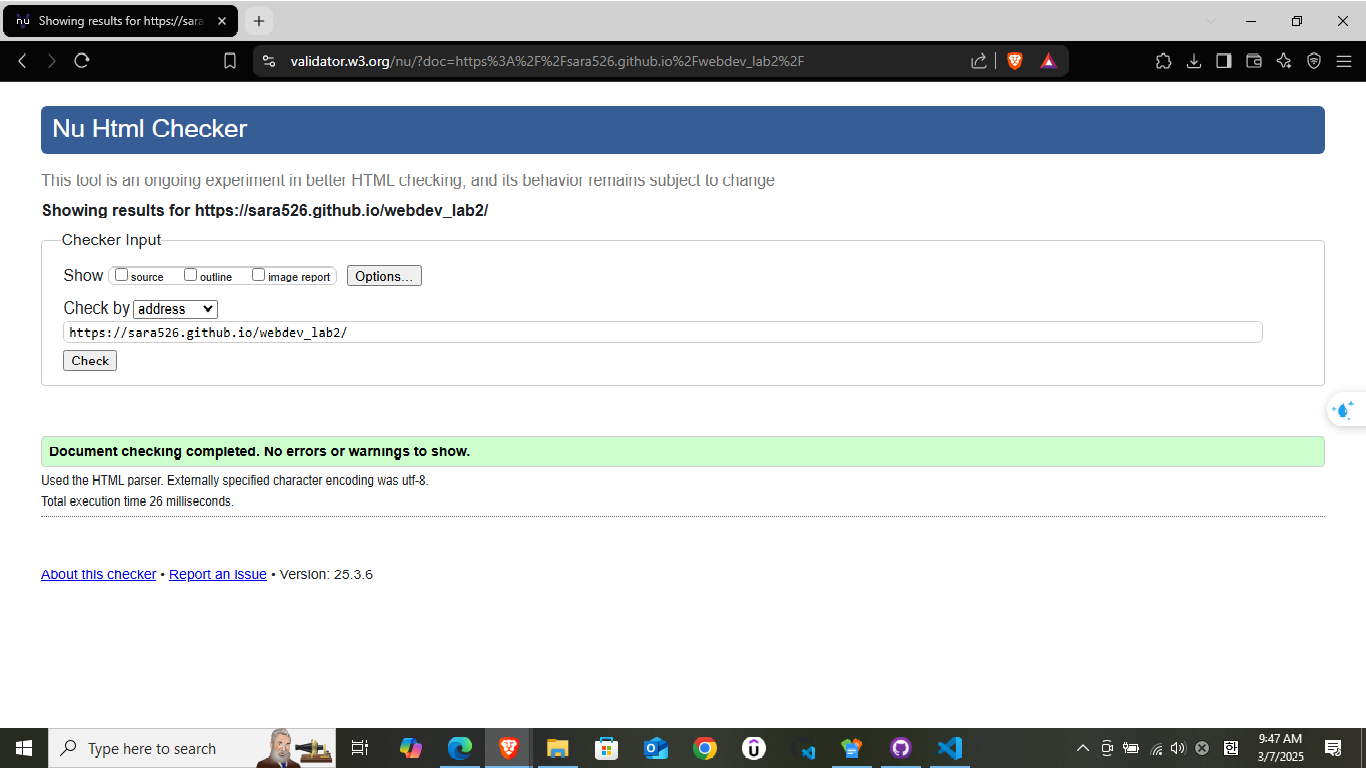 Showing results for https://sara
validator.w3.org/nu/?doc=https%3A%2F%2Fsara526.github.io%2Fwebdev_lab2%2F
Nu Html Checker
This tool is an ongoing experiment in better HTML checking, and its behavior remains subject to change
Showing results for https://sara526.github.io/webdev_lab2/
Checker Input
Show source outline image report Options...
Check by address
https://sara526.github.io/webdev_lab2/
Check
Document checking completed. No errors or warnings to show.
Used the HTML parser. Externally specified character encoding was utf-8.
Total execution time 26 milliseconds.
About this checker • Report an issue • Version: 25.3.6
Type here to search
9:47 AM
3/7/2025